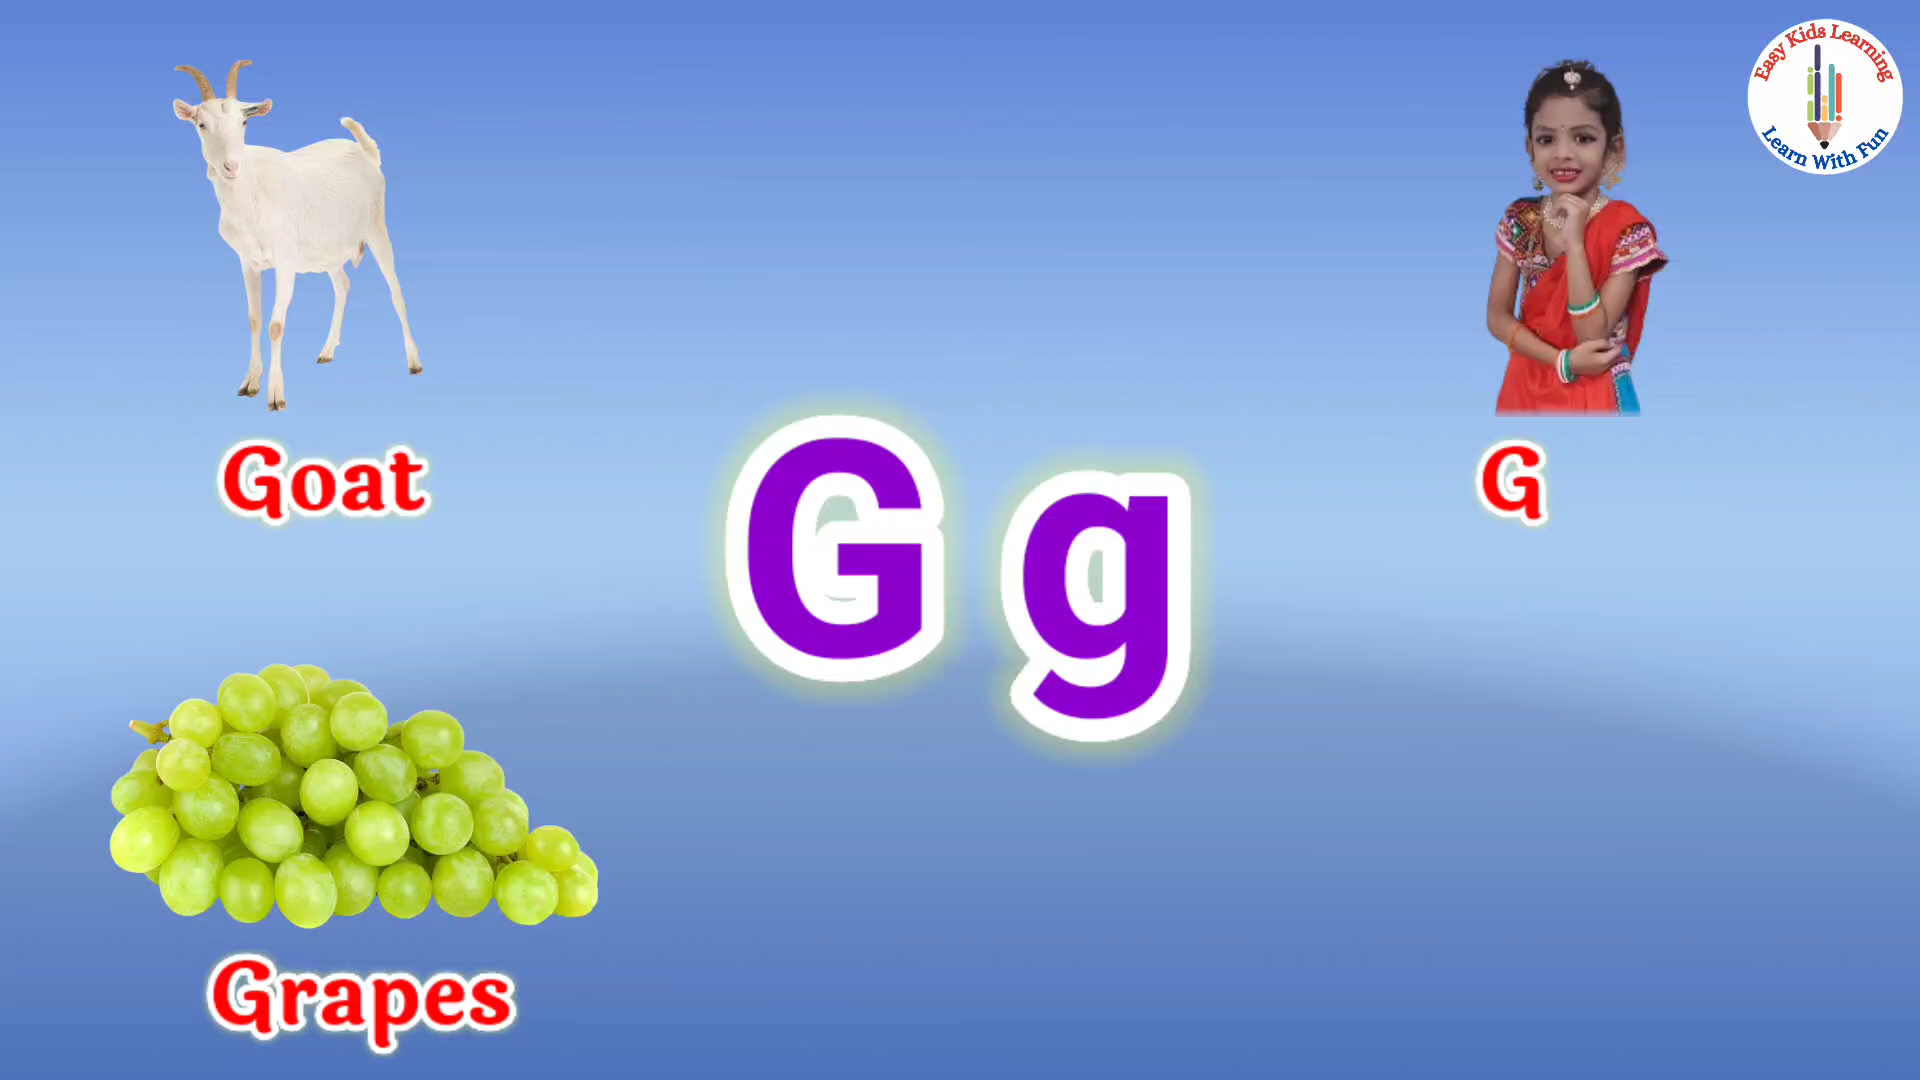 Easy Kids Learning
Learn With Fun
Goat
G g
G
Grapes